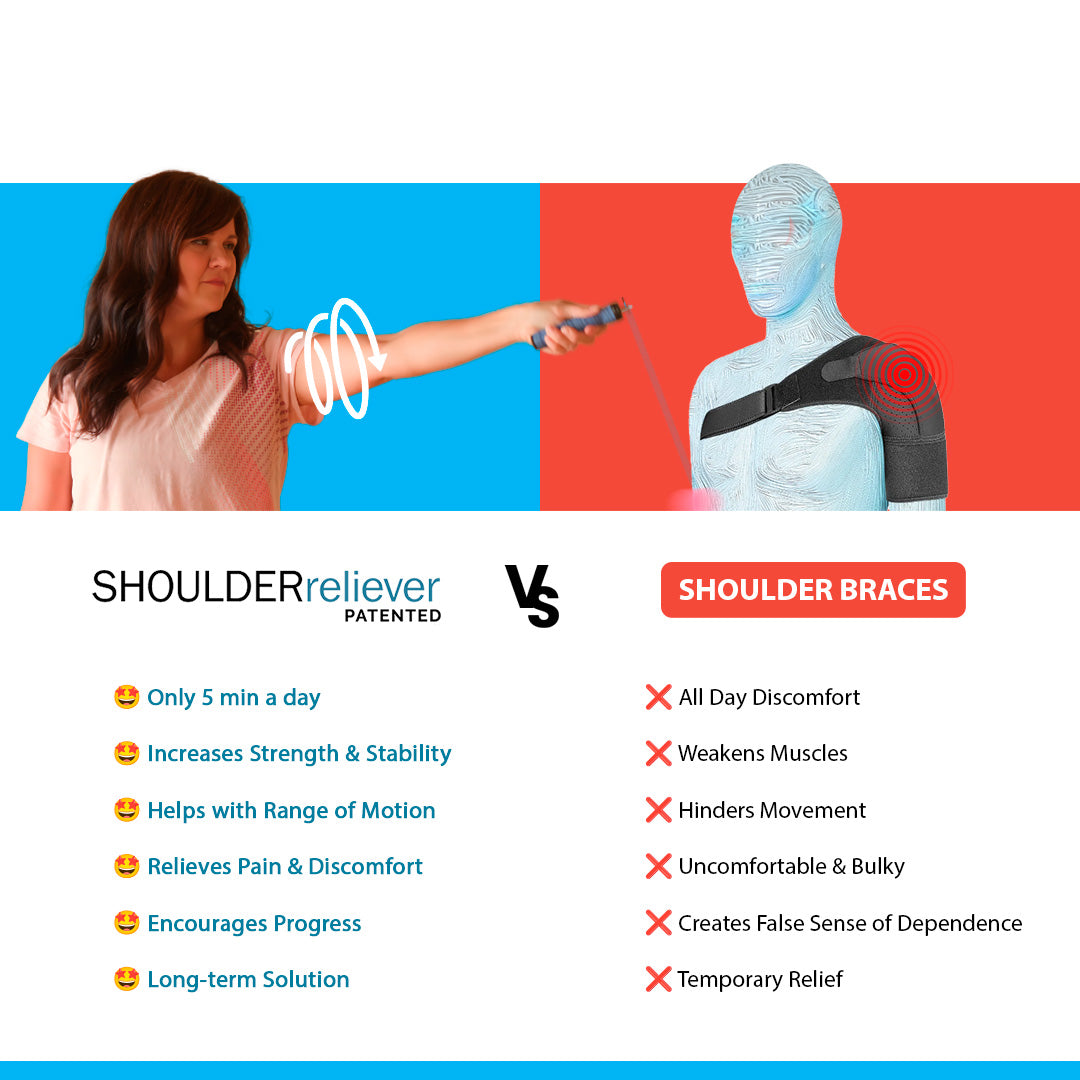 SHOULDERreliever
PATENTED
VS
SHOULDER BRACES
🤩 Only 5 min a day
🤩 Increases Strength & Stability
🤩 Helps with Range of Motion
🤩 Relieves Pain & Discomfort
🤩 Encourages Progress
🤩 Long-term Solution
❌ All Day Discomfort
❌ Weakens Muscles
❌ Hinders Movement
❌ Uncomfortable & Bulky
❌ Creates False Sense of Dependence
❌ Temporary Relief